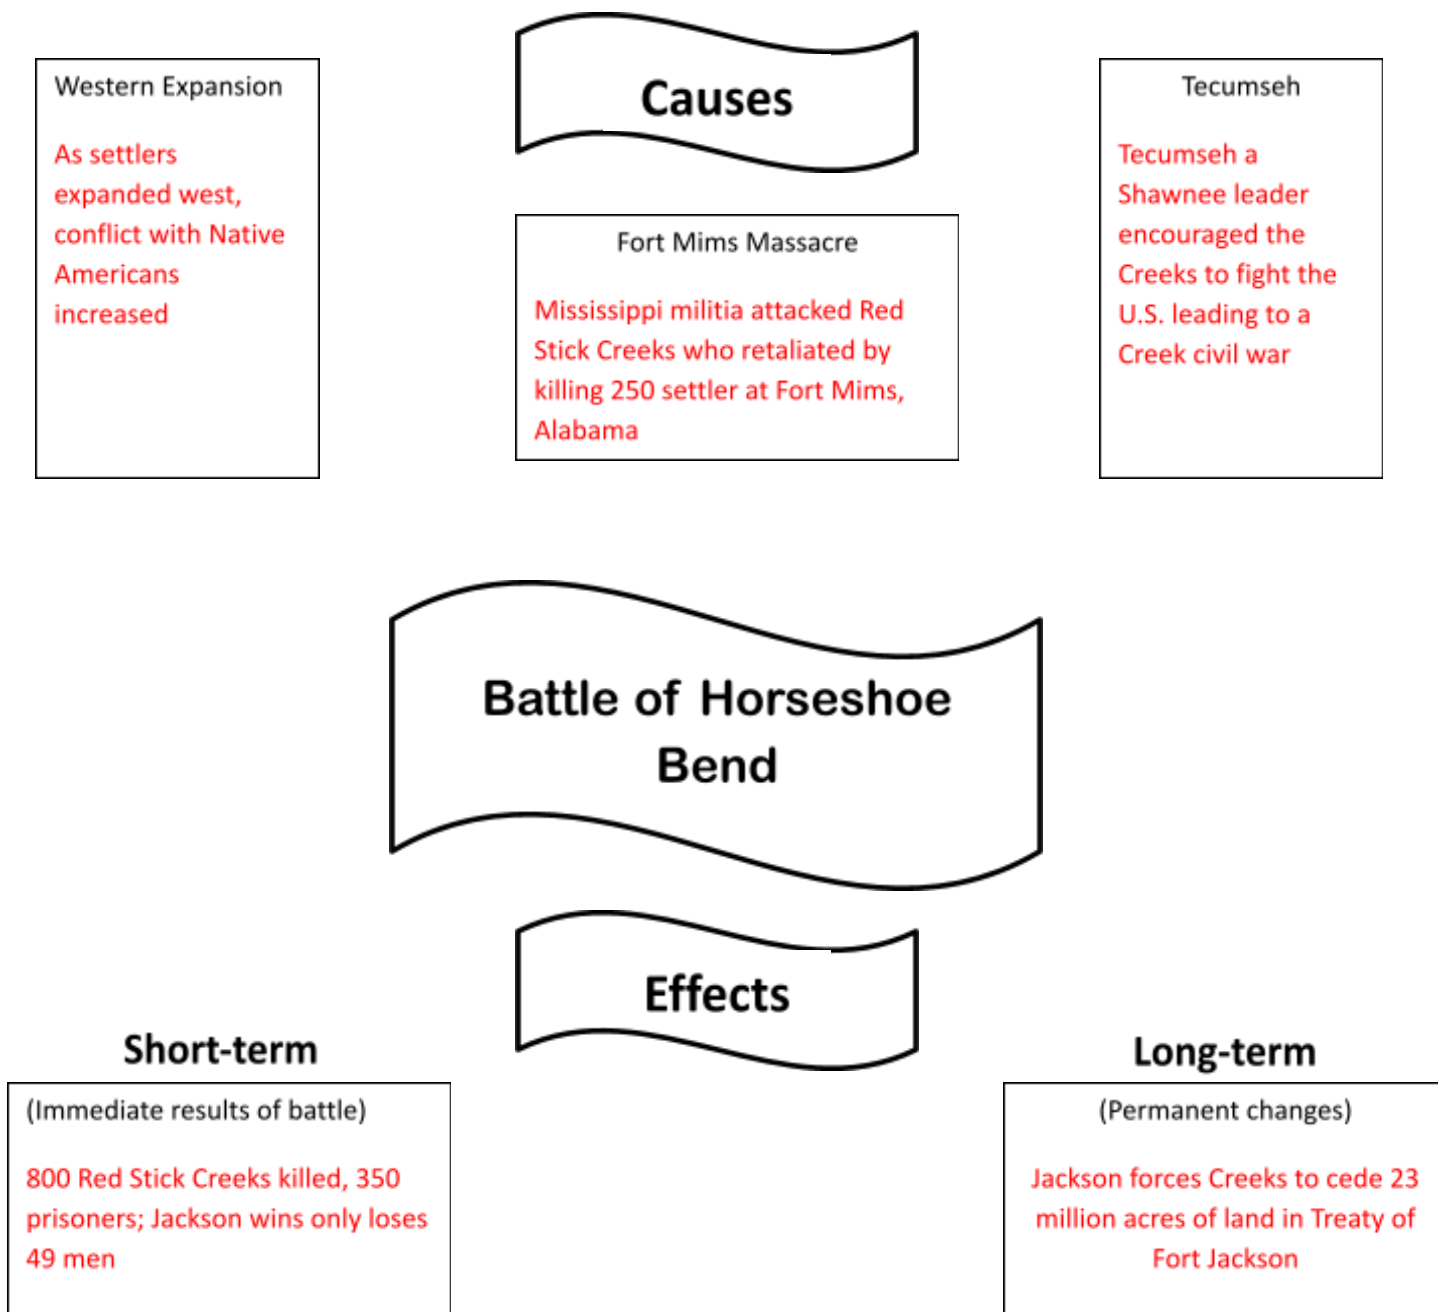 Causes
Western Expansion
As settlers
expanded west,
conflict with Native
Americans
increased
Fort Mims Massacre
Mississippi militia attacked Red
Stick Creeks who retaliated by
killing 250 settler at Fort Mims,
Alabama
Tecumseh
Tecumseh a
Shawnee leader
encouraged the
Creeks to fight the
U.S. leading to a
Creek civil war
Battle of Horseshoe
Bend
Effects
Short-term
(Immediate results of battle)
800 Red Stick Creeks killed, 350
prisoners; Jackson wins only loses
49 men
Long-term
(Permanent changes)
Jackson forces Creeks to cede 23
million acres of land in Treaty of
Fort Jackson